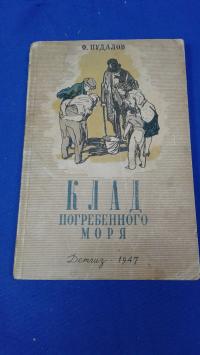 Ф. ПУДАЛОВ
КЛАД
ПОГРЕБЕННОГО
МОРЯ
Детгиз - 1947